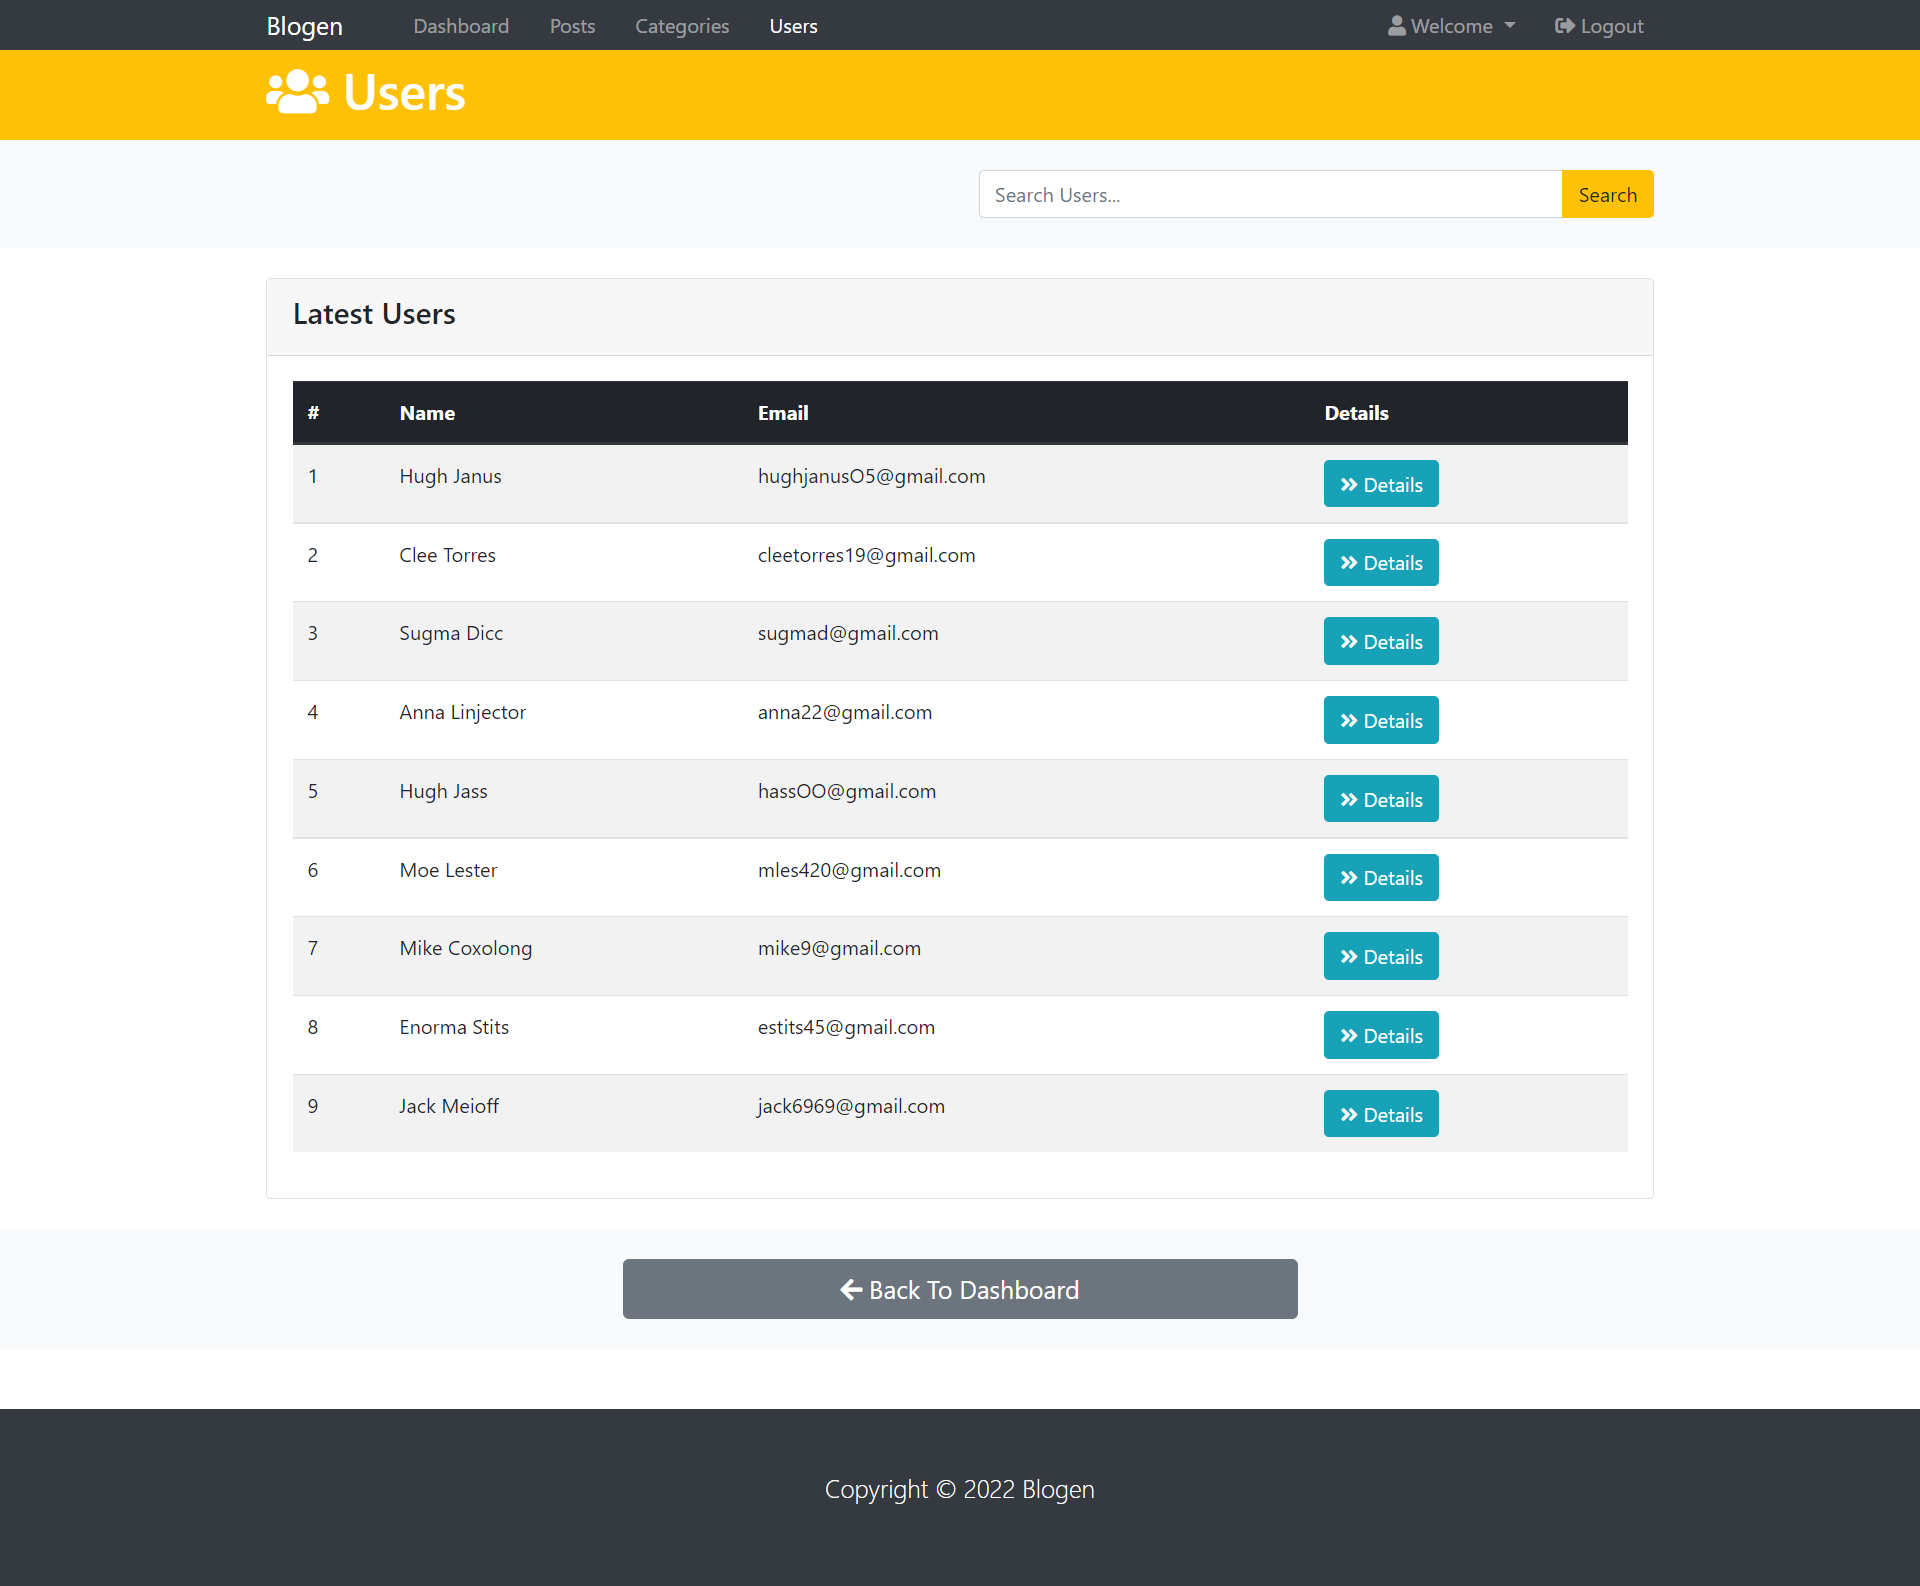 Blogen Dashboard Posts Categories Users Welcome Logout
Users
Search Users... Search
Latest Users
# Name Email Details
1 Hugh Janus hughjanusO5@gmail.com Details
2 Clee Torres cleetorres19@gmail.com Details
3 Sugma Dicc sugmad@gmail.com Details
4 Anna Linjector anna22@gmail.com Details
5 Hugh Jass hassOO@gmail.com Details
6 Moe Lester mles420@gmail.com Details
7 Mike Coxolong mike9@gmail.com Details
8 Enorma Stits estits45@gmail.com Details
9 Jack Meioff jack6969@gmail.com Details
Back To Dashboard
Copyright © 2022 Blogen